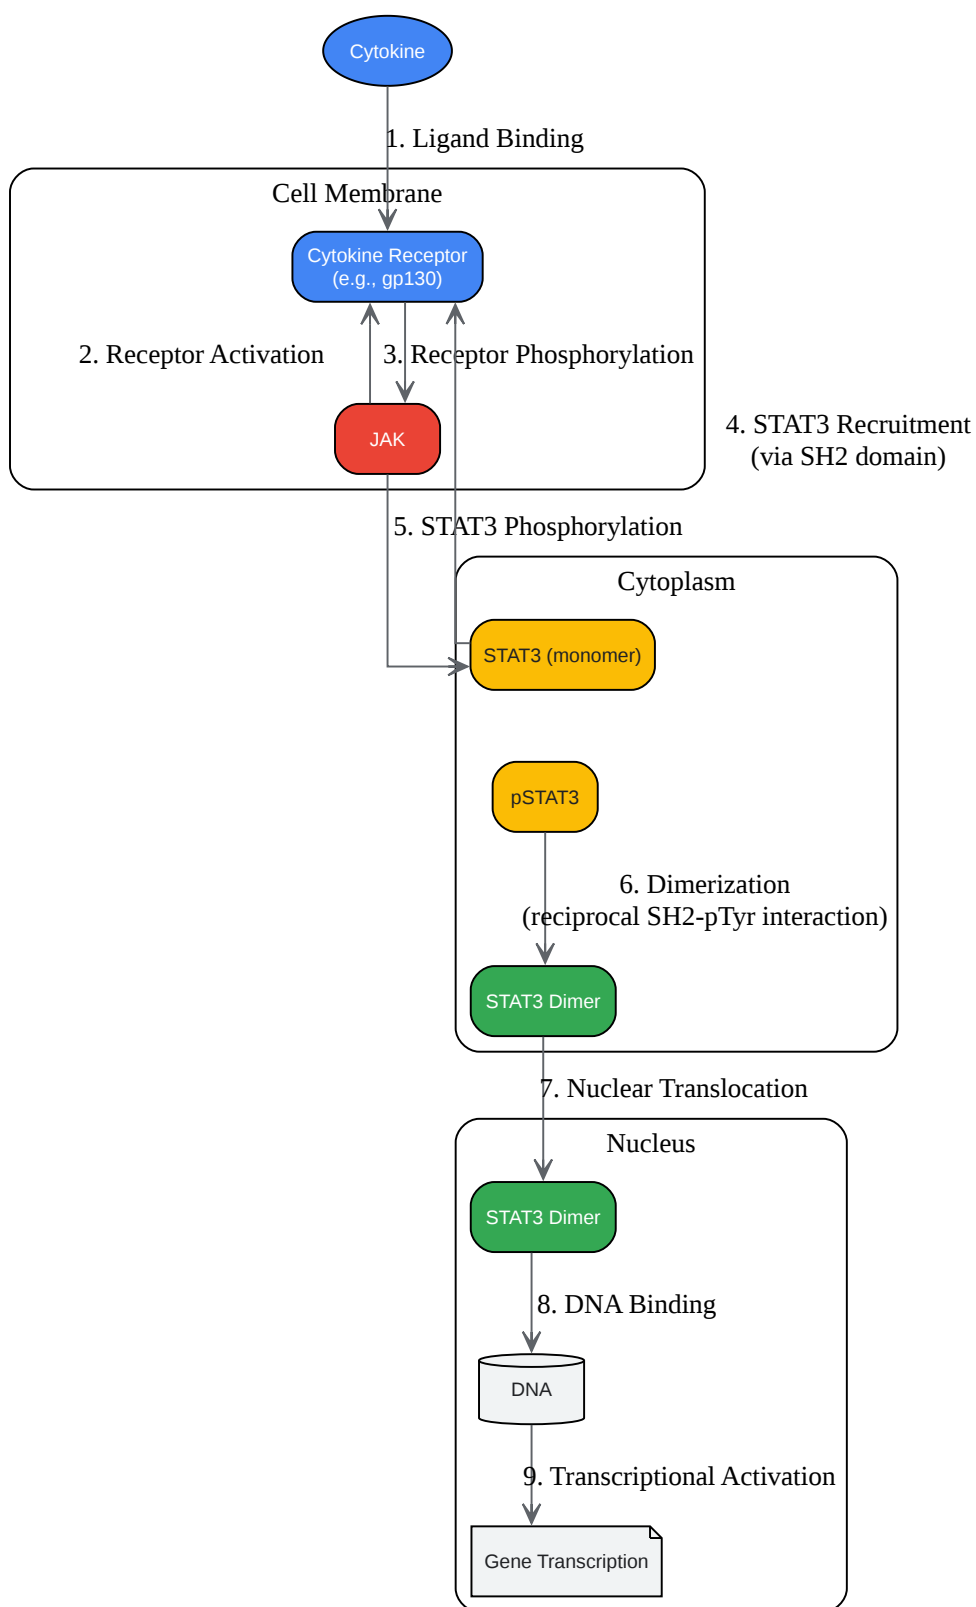 Cytokine
1. Ligand Binding
Cell Membrane
Cytokine Receptor
(e.g., gp130)
2. Receptor Activation
3. Receptor Phosphorylation
JAK
4. STAT3 Recruitment
(via SH2 domain)
5. STAT3 Phosphorylation
Cytoplasm
STAT3 (monomer)
pSTAT3
6. Dimerization
(reciprocal SH2-pTyr interaction)
STAT3 Dimer
7. Nuclear Translocation
Nucleus
STAT3 Dimer
8. DNA Binding
DNA
9. Transcriptional Activation
Gene Transcription